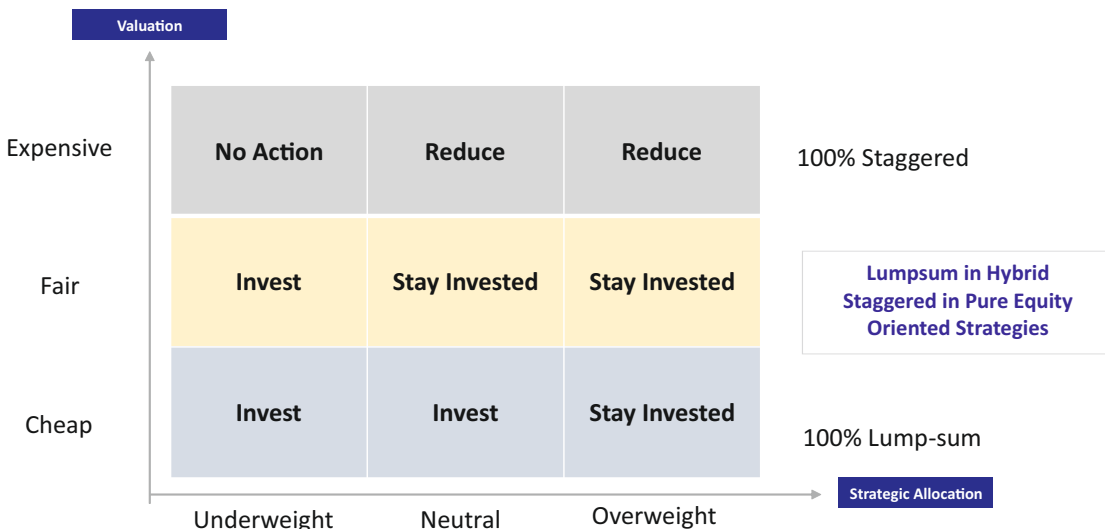 Valuation
Expensive
No Action
Reduce
Reduce
100% Staggered
Fair
Invest
Stay Invested
Stay Invested
Lumpsum in Hybrid
Staggered in Pure Equity
Oriented Strategies
Cheap
Invest
Invest
Stay Invested
100% Lump-sum
Strategic Allocation
Underweight
Neutral
Overweight